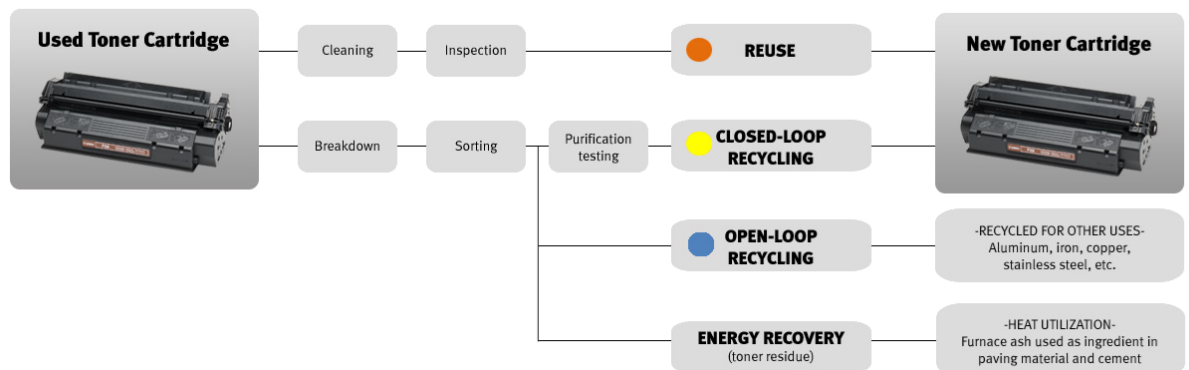 Used Toner Cartridge
Cleaning
Inspection
REUSE
New Toner Cartridge
Breakdown
Sorting
Purification
testing
CLOSED-LOOP
RECYCLING
OPEN-LOOP
RECYCLING
-RECYCLED FOR OTHER USES-
Aluminum, iron, copper,
stainless steel, etc.
ENERGY RECOVERY
(toner residue)
-HEAT UTILIZATION-
Furnace ash used as ingredient in
paving material and cement